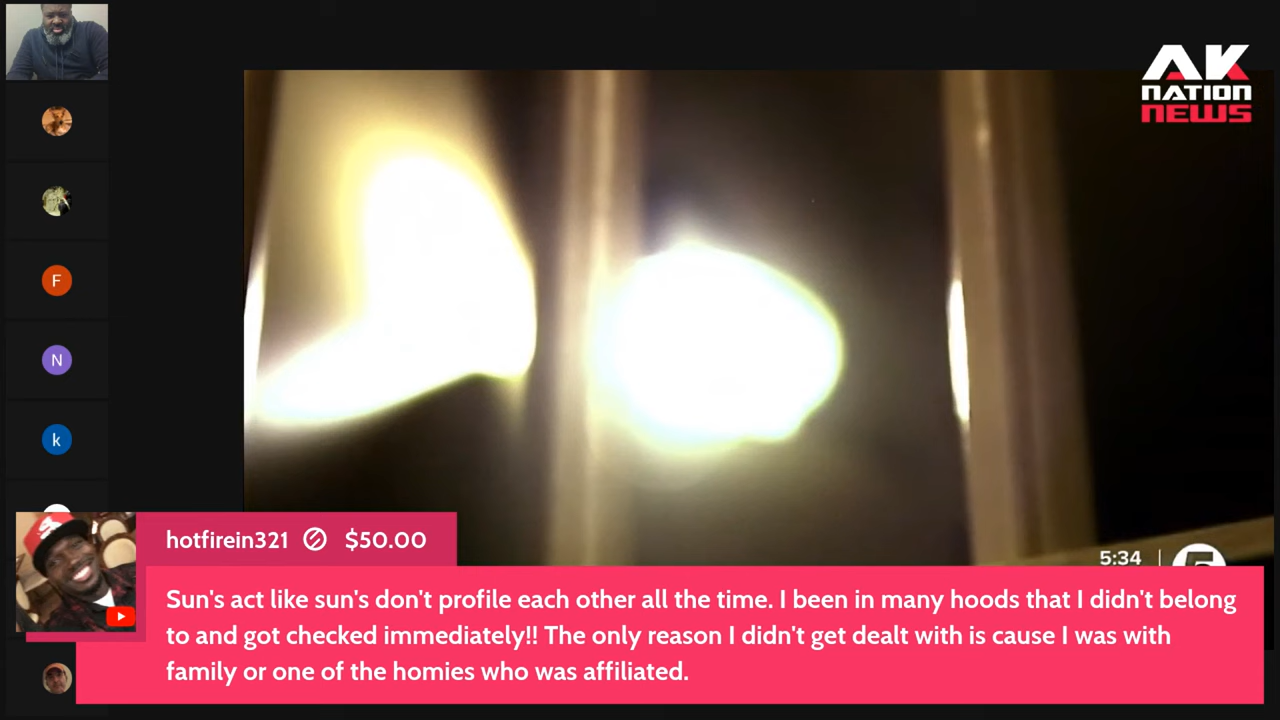 AK
NATION
NEWS
F
N
k
5:34
hotfirein321 $50.00
Sun's act like sun's don't profile each other all the time. I been in many hoods that I didn't belong
to and got checked immediately!! The only reason I didn't get dealt with is cause I was with
family or one of the homies who was affiliated.